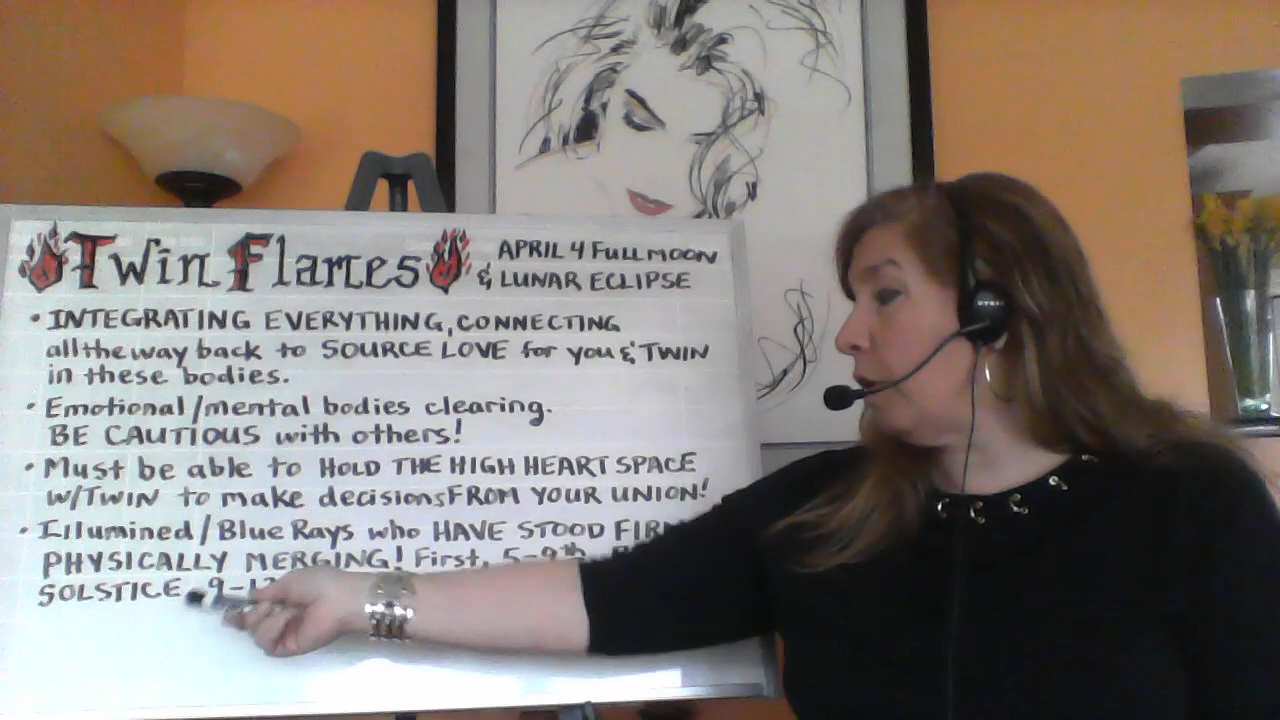 Twin Flames
APRIL 4 FULL MOON
& LUNAR ECLIPSE
• INTEGRATING EVERYTHING, CONNECTING
all the way back to SOURCE LOVE for you & TWIN
in these bodies.
• Emotional/mental bodies clearing.
BE CAUTIOUS with others!
• Must be able to HOLD THE HIGH HEART SPACE
W/TWIN to make decisions FROM YOUR UNION!
• Illumined/Blue Rays who HAVE STOOD
PHYSICALLY MERGING! First, 5-9th
SOLSTICE